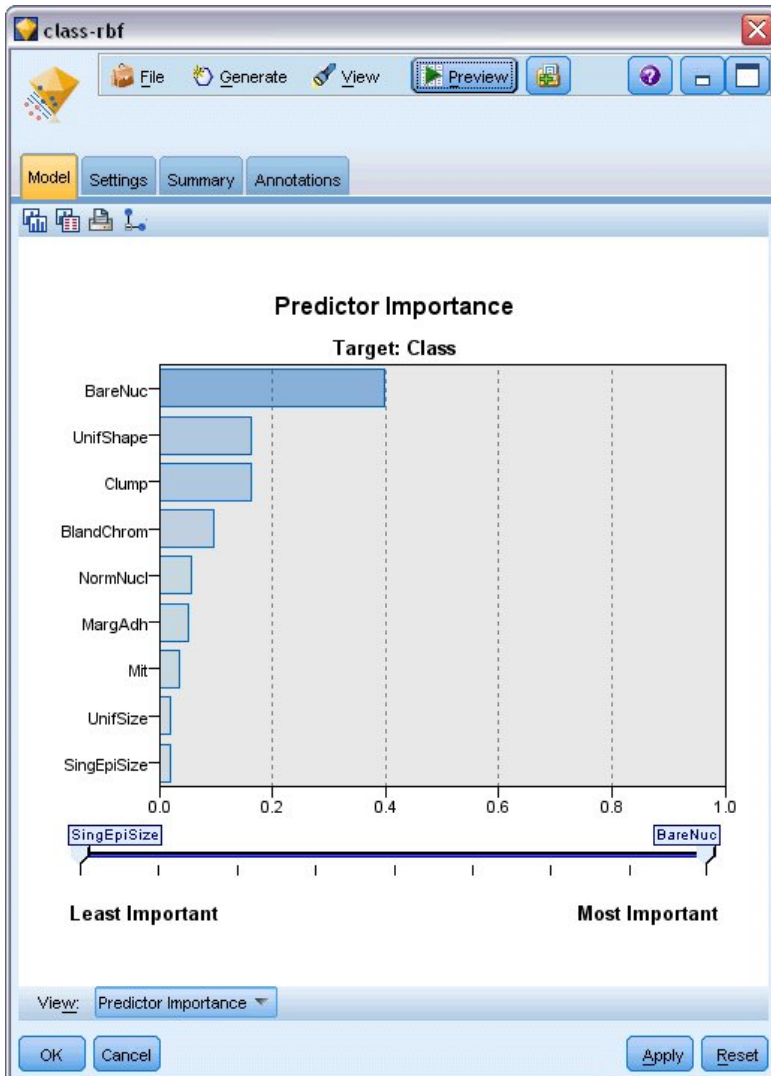 class-rbf
File Generate View Preview
Model Settings Summary Annotations
Predictor Importance
Target: Class
BareNuc
UnifShape
Clump
BlandChrom
NormNucl
MargAdh
Mit
UnifSize
SingEpiSize
0.0 0.2 0.4 0.6 0.8 1.0
SingEpiSize BareNuc
Least Important Most Important
View: Predictor Importance
OK Cancel Apply Reset